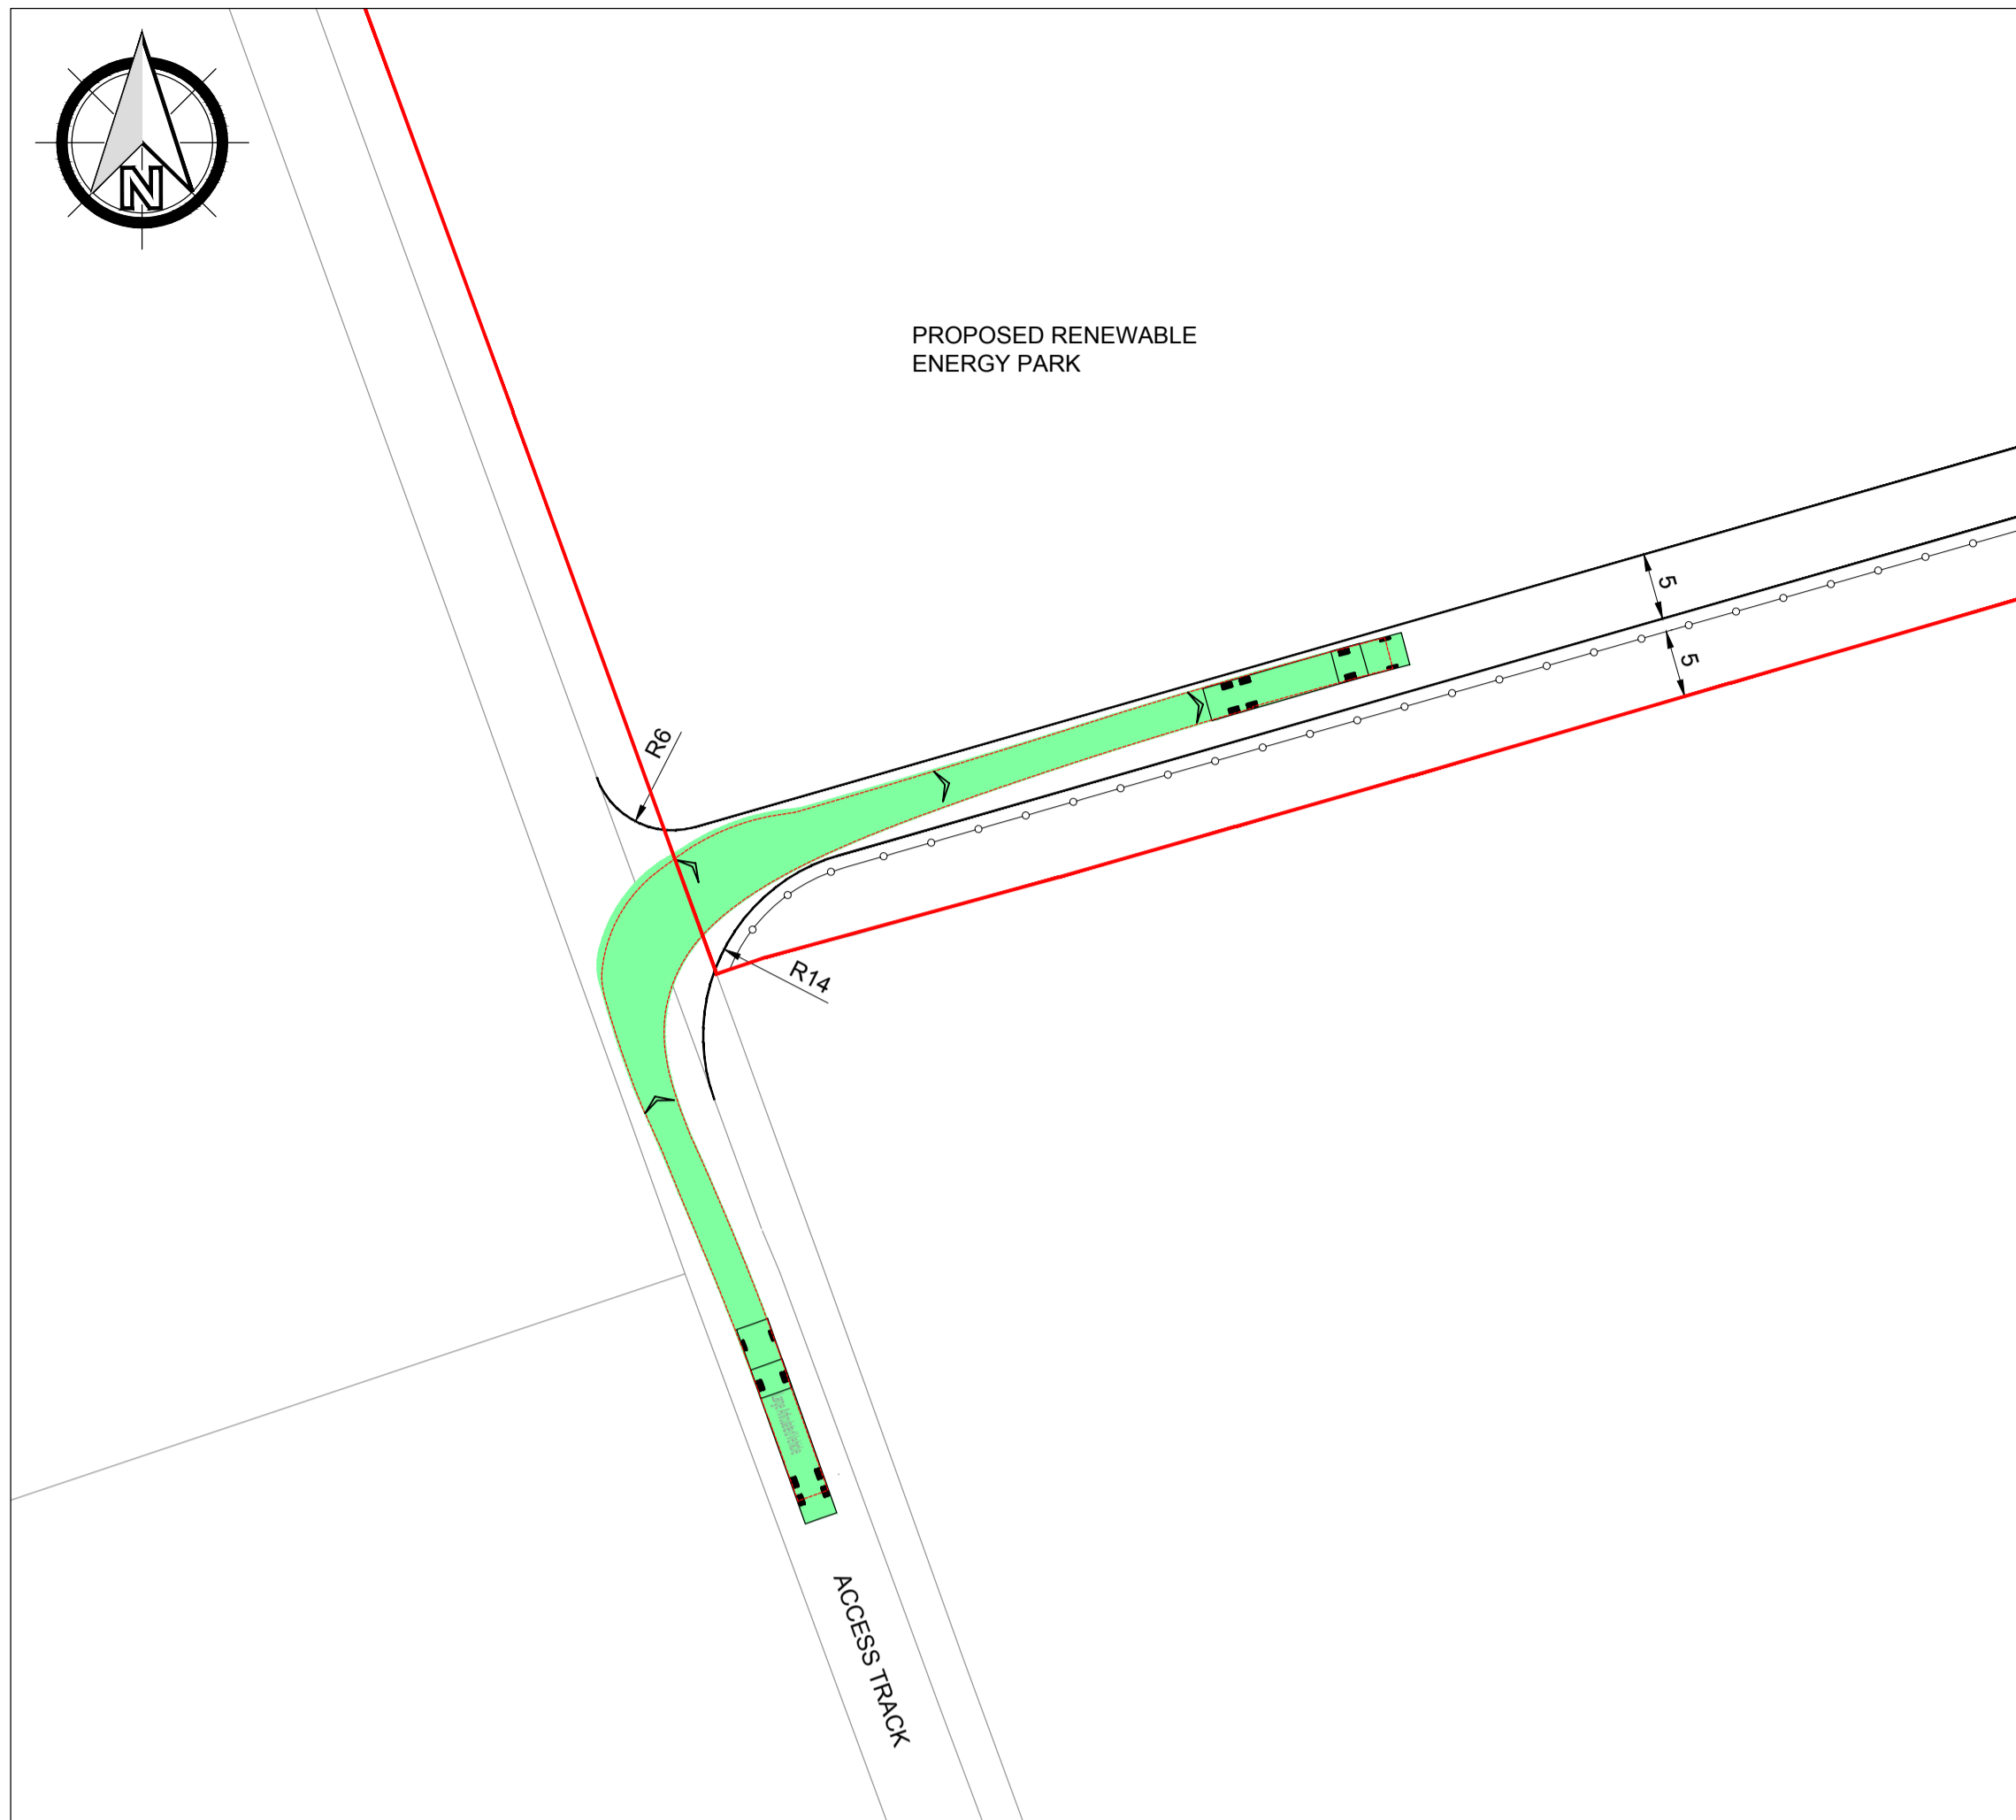 N
PROPOSED RENEWABLE
ENERGY PARK
5
5
R6
R14
ACCESS TRACK